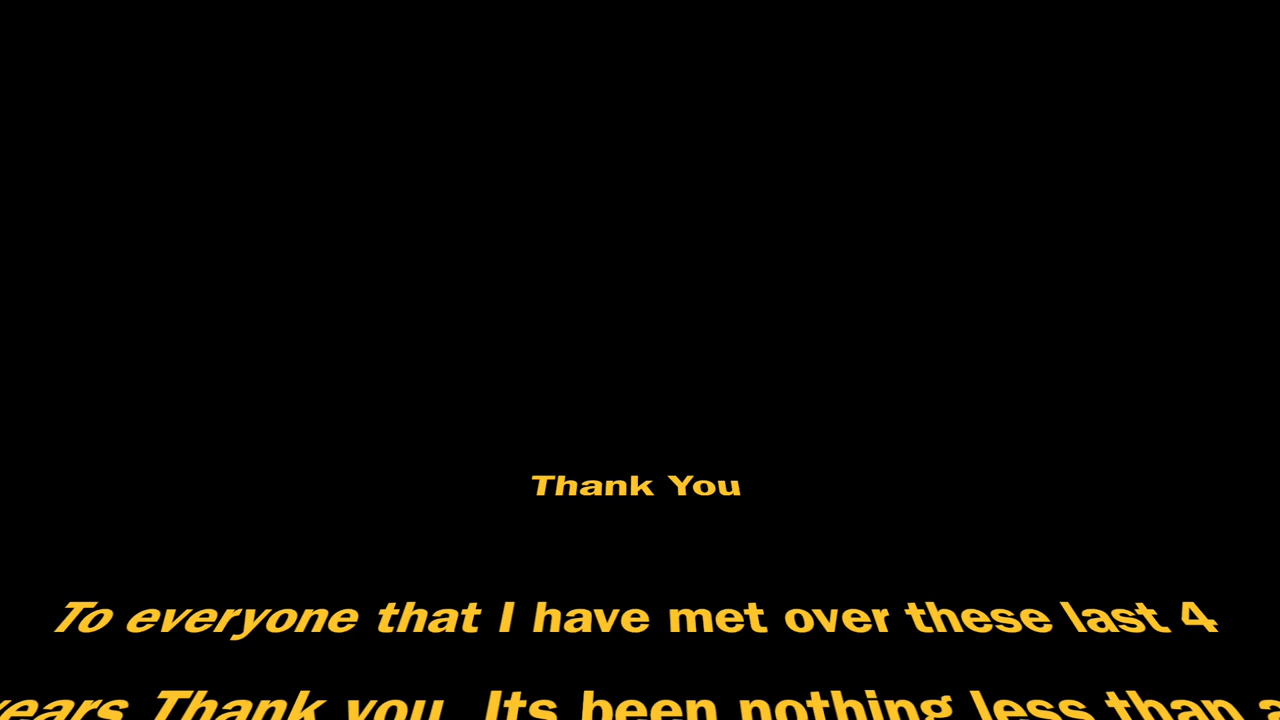 Thank You
To everyone that I have met over these last 4
years Thank you. Its been nothing less than a